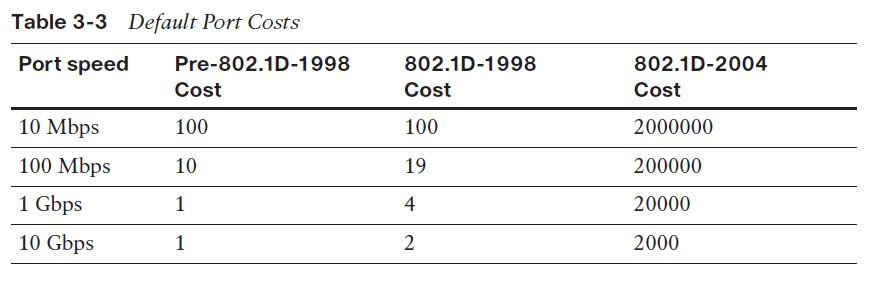 Table 3-3 Default Port Costs
Port speed Pre-802.1D-1998 Cost 802.1D-1998 Cost 802.1D-2004 Cost
10 Mbps 100 100 2000000
100 Mbps 10 19 200000
1 Gbps 1 4 20000
10 Gbps 1 2 2000